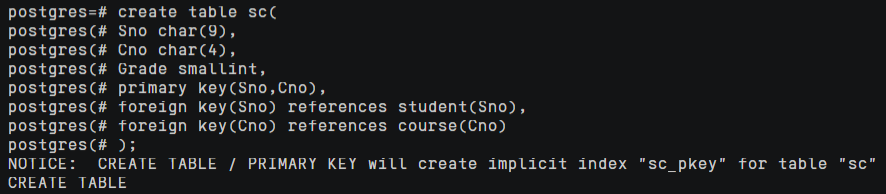 postgres=# create table sc(
postgres(# Sno char(9),
postgres(# Cno char(4),
postgres(# Grade smallint,
postgres(# primary key(Sno,Cno),
postgres(# foreign key(Sno) references student(Sno),
postgres(# foreign key(Cno) references course(Cno)
postgres(# );
NOTICE:  CREATE TABLE / PRIMARY KEY will create implicit index "sc_pkey" for table "sc"
CREATE TABLE